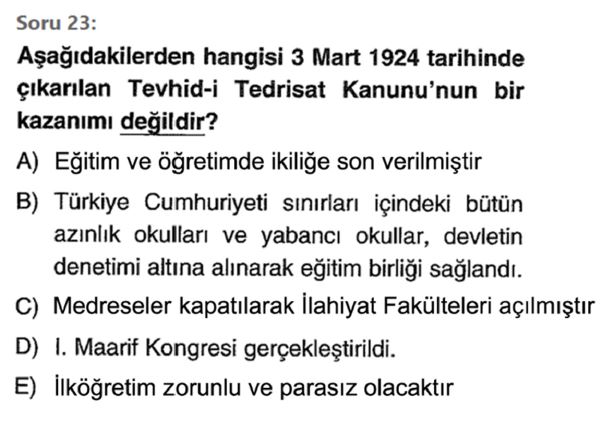 Soru 23:
Aşağıdakilerden hangisi 3 Mart 1924 tarihinde
çıkarılan Tevhid-i Tedrisat Kanunu'nun bir
kazanımı değildir?
A) Eğitim ve öğretimde ikiliğe son verilmiştir
B) Türkiye Cumhuriyeti sınırları içindeki bütün
azınlık okulları ve yabancı okullar, devletin
denetimi altına alınarak eğitim birliği sağlandı.
C) Medreseler kapatılarak İlahiyat Fakülteleri açılmıştır
D) I. Maarif Kongresi gerçekleştirildi.
E) İlköğretim zorunlu ve parasız olacaktır